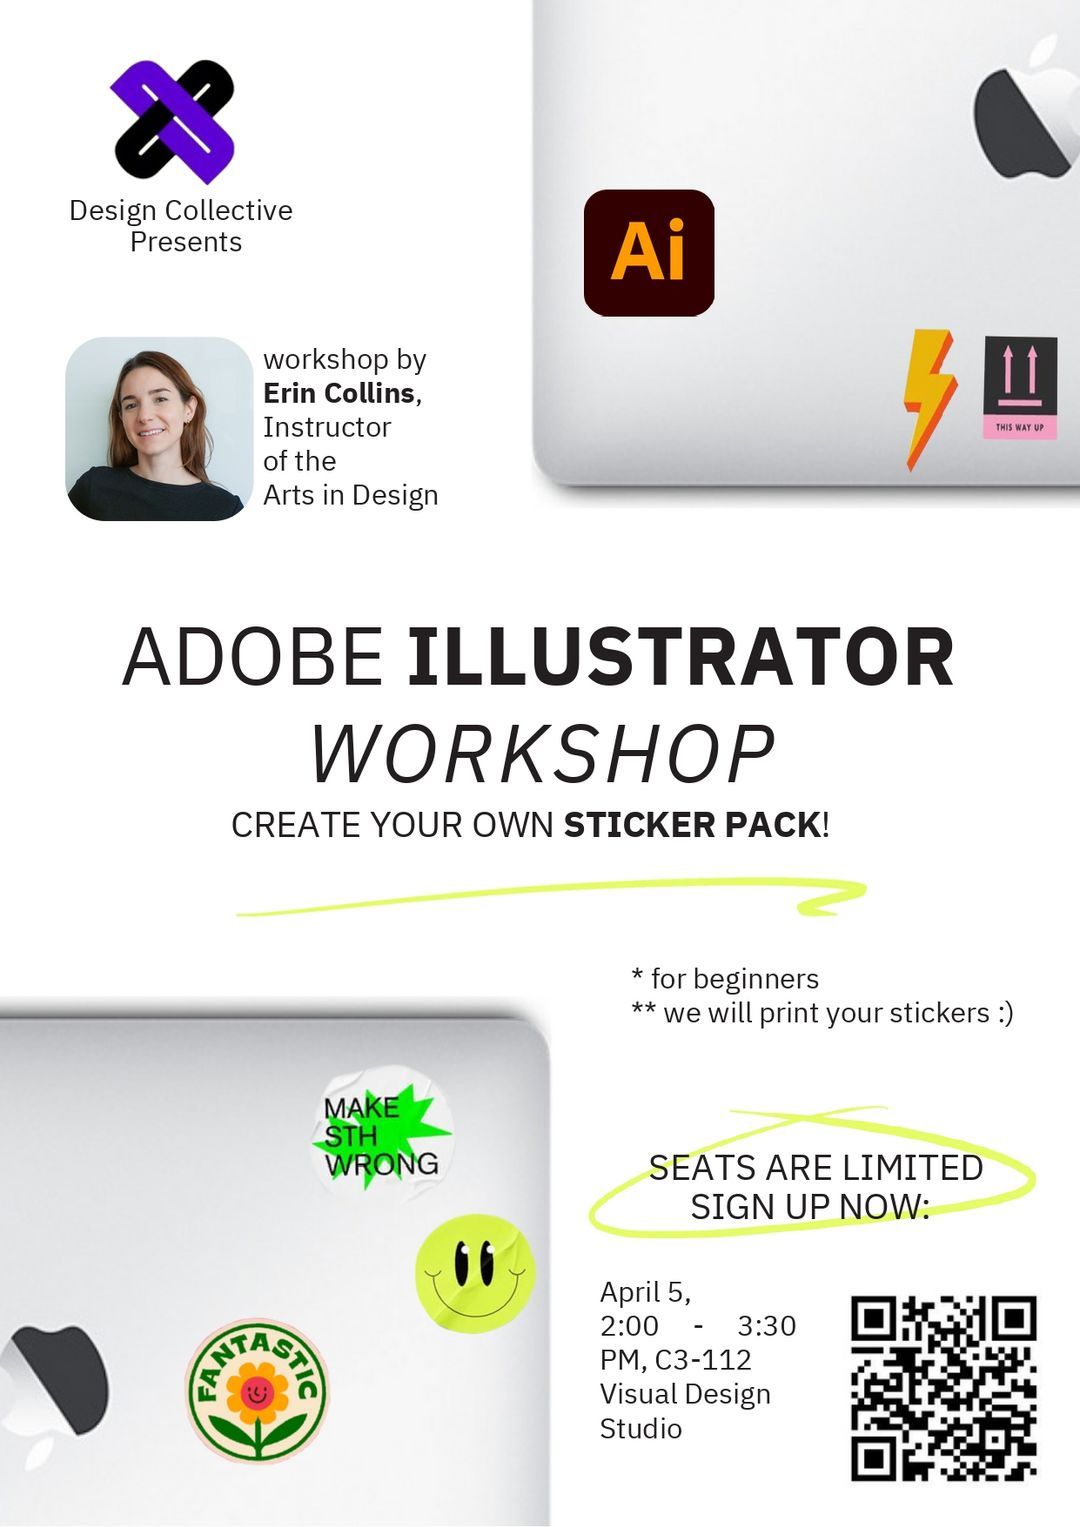 Design Collective
Presents
Ai
THIS WAY UP
workshop by
Erin Collins,
Instructor
of the
Arts in Design
ADOBE ILLUSTRATOR
WORKSHOP
CREATE YOUR OWN STICKER PACK!
* for beginners
** we will print your stickers :)
MAKE
STH
WRONG
FANTASTIC
SEATS ARE LIMITED
SIGN UP NOW:
April 5,
2:00 - 3:30
PM, C3-112
Visual Design
Studio